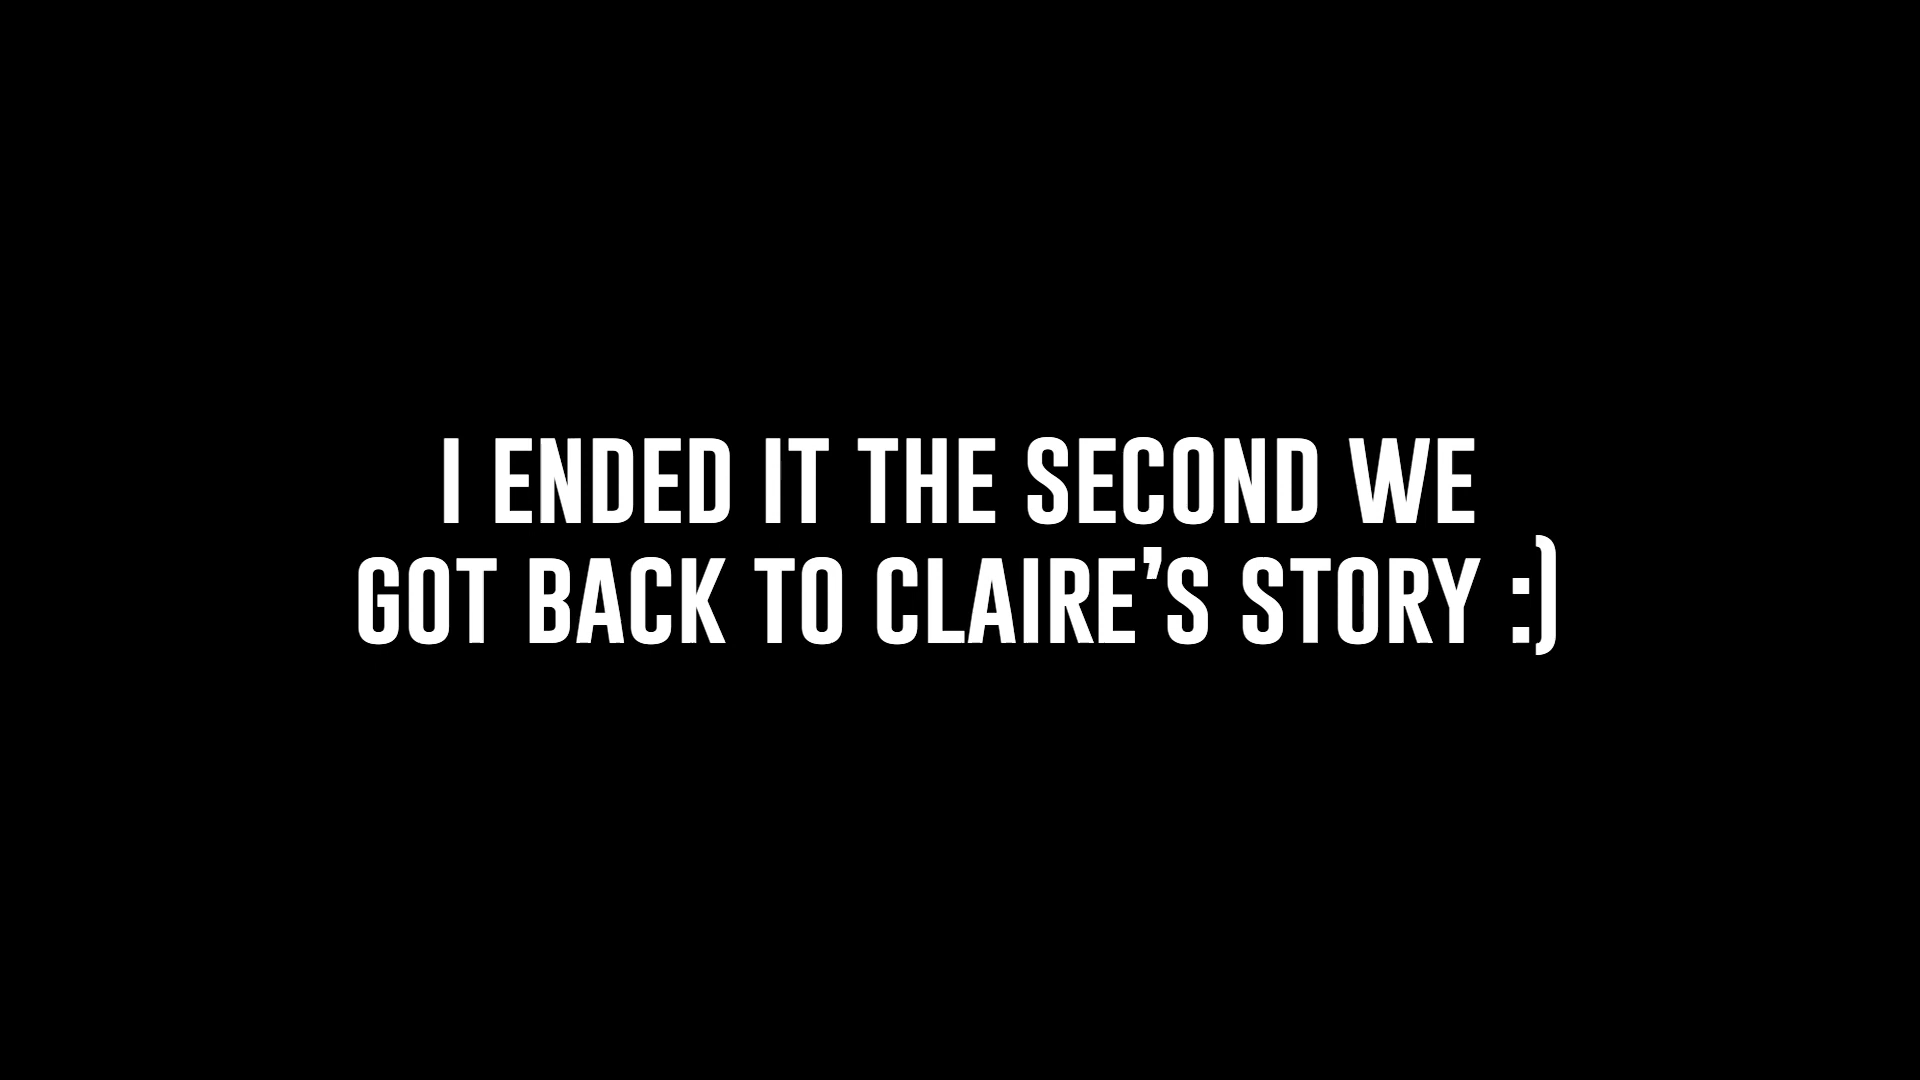 I ENDED IT THE SECOND WE
GOT BACK TO CLAIRE’S STORY :)